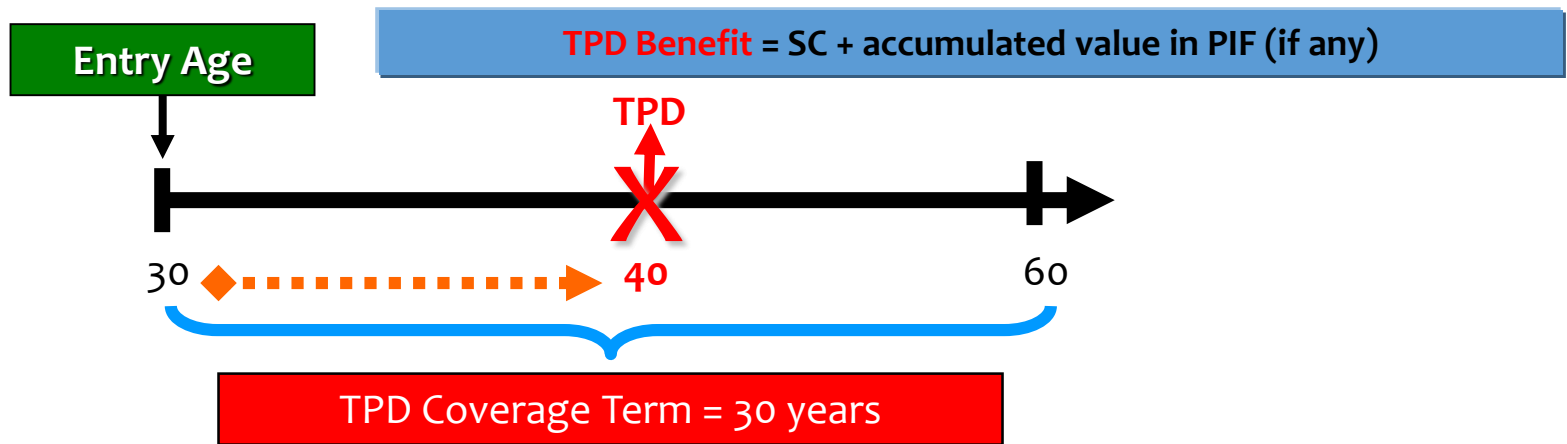 TPD Benefit = SC + accumulated value in PIF (if any)
Entry Age
TPD
X
30
40
60
TPD Coverage Term = 30 years